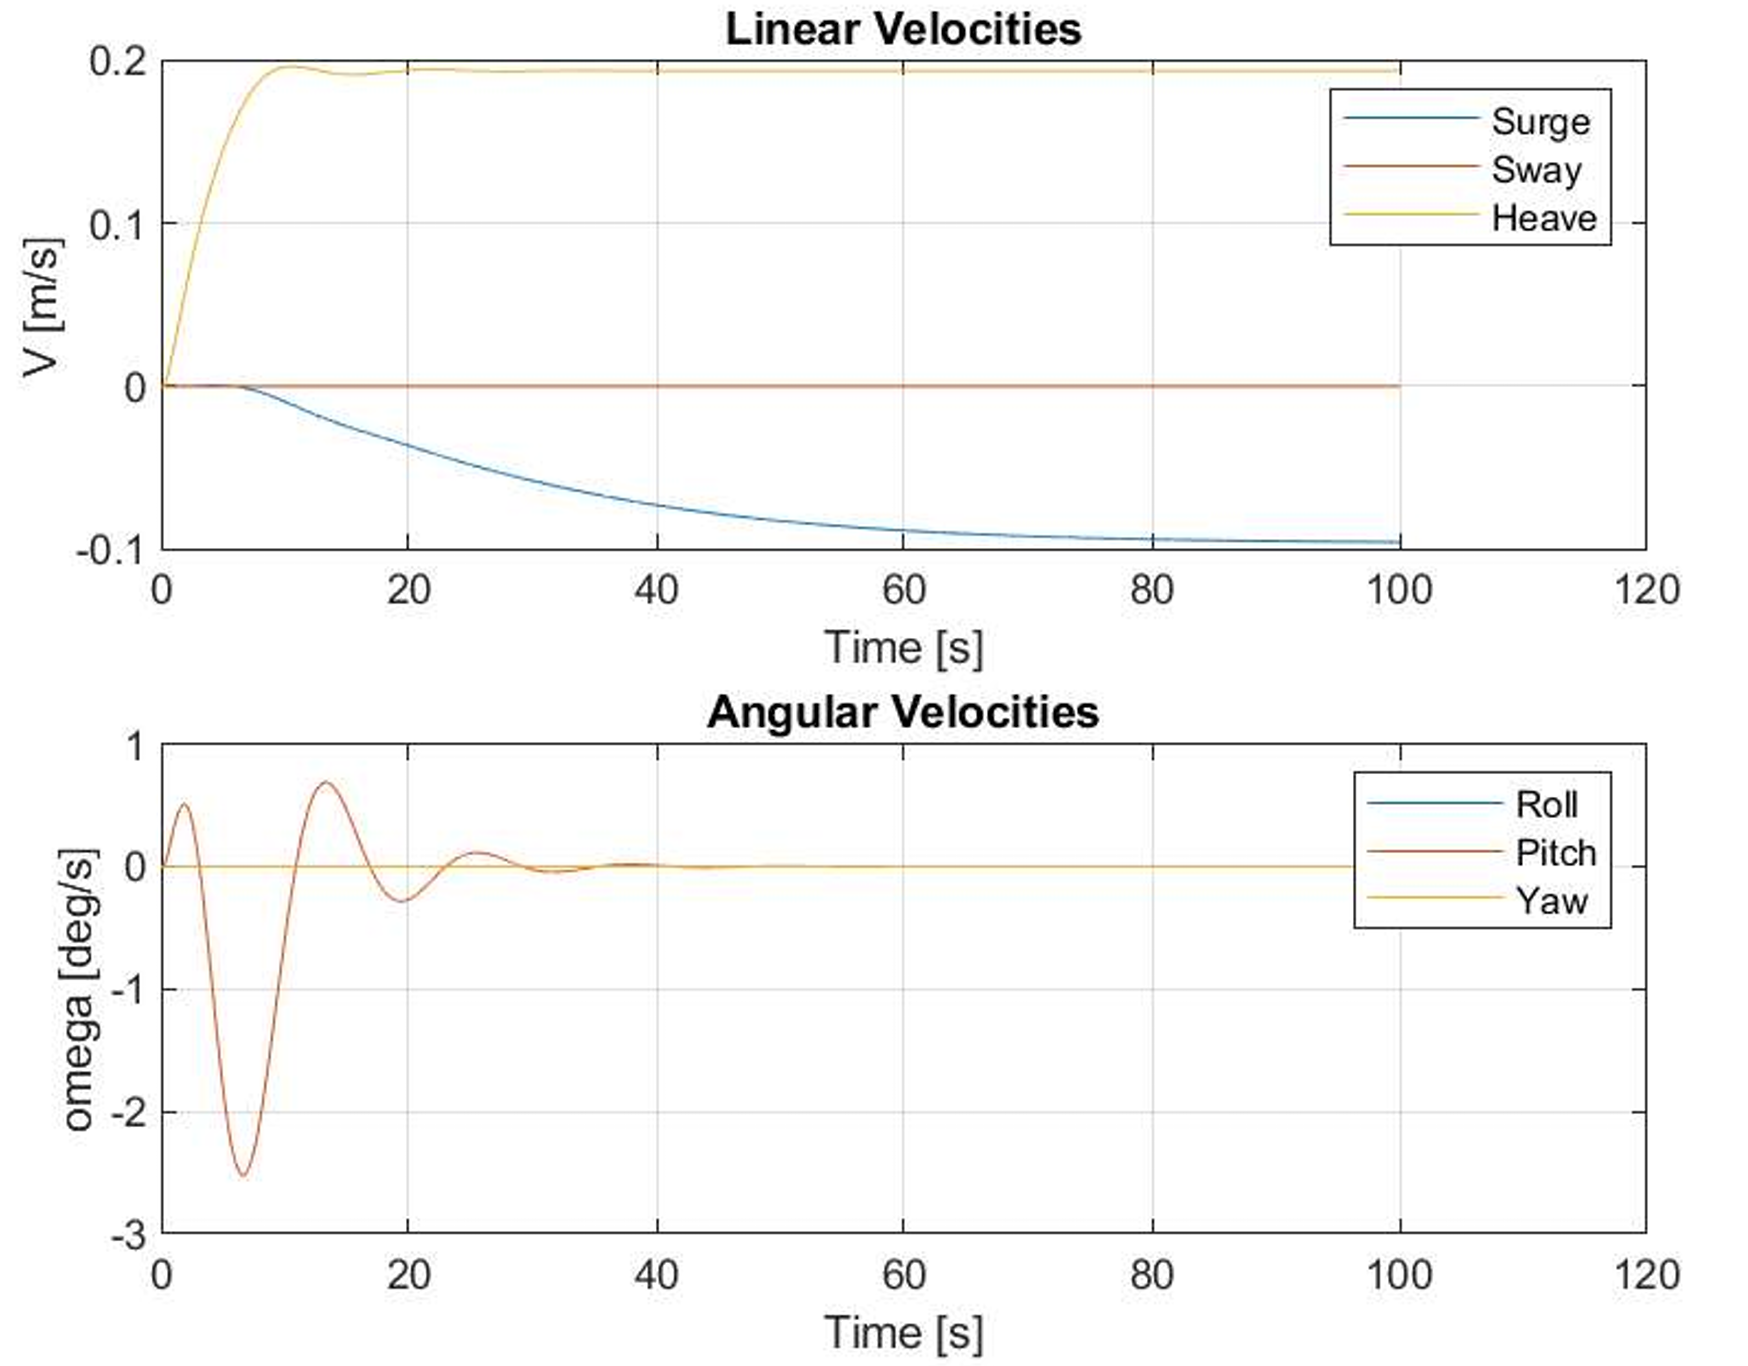 Linear Velocities
0.2
0.1
0
-0.1
V [m/s]
Surge
Sway
Heave
0 20 40 60 80 100 120
Time [s]
Angular Velocities
1
0
-1
-2
-3
omega [deg/s]
Roll
Pitch
Yaw
0 20 40 60 80 100 120
Time [s]